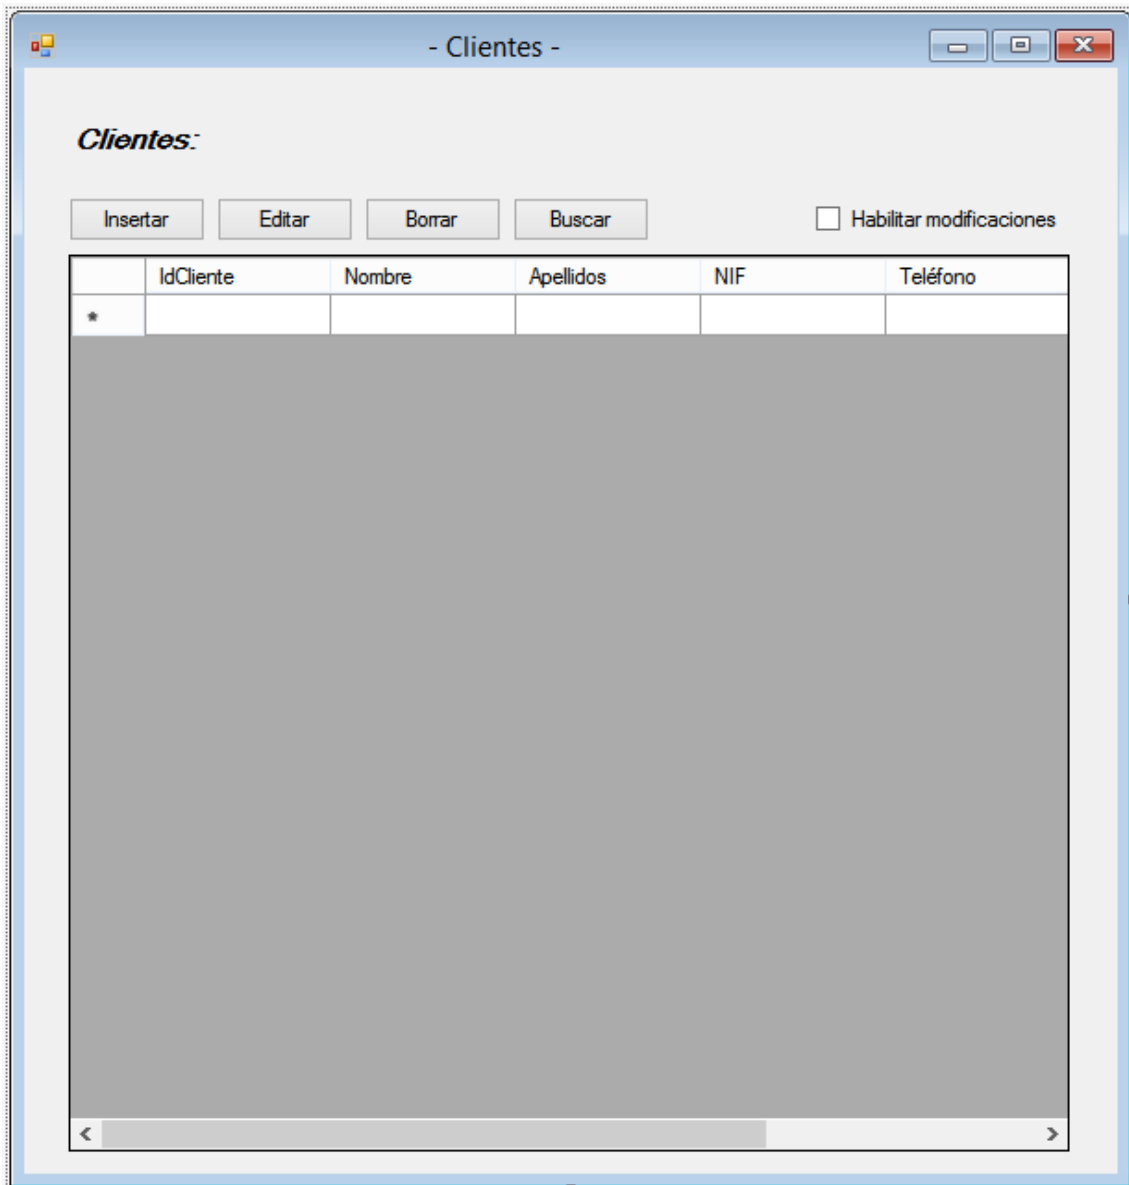 - Clientes -
Clientes:
Insertar Editar Borrar Buscar Habilitar modificaciones
IdCliente Nombre Apellidos NIF Teléfono
*